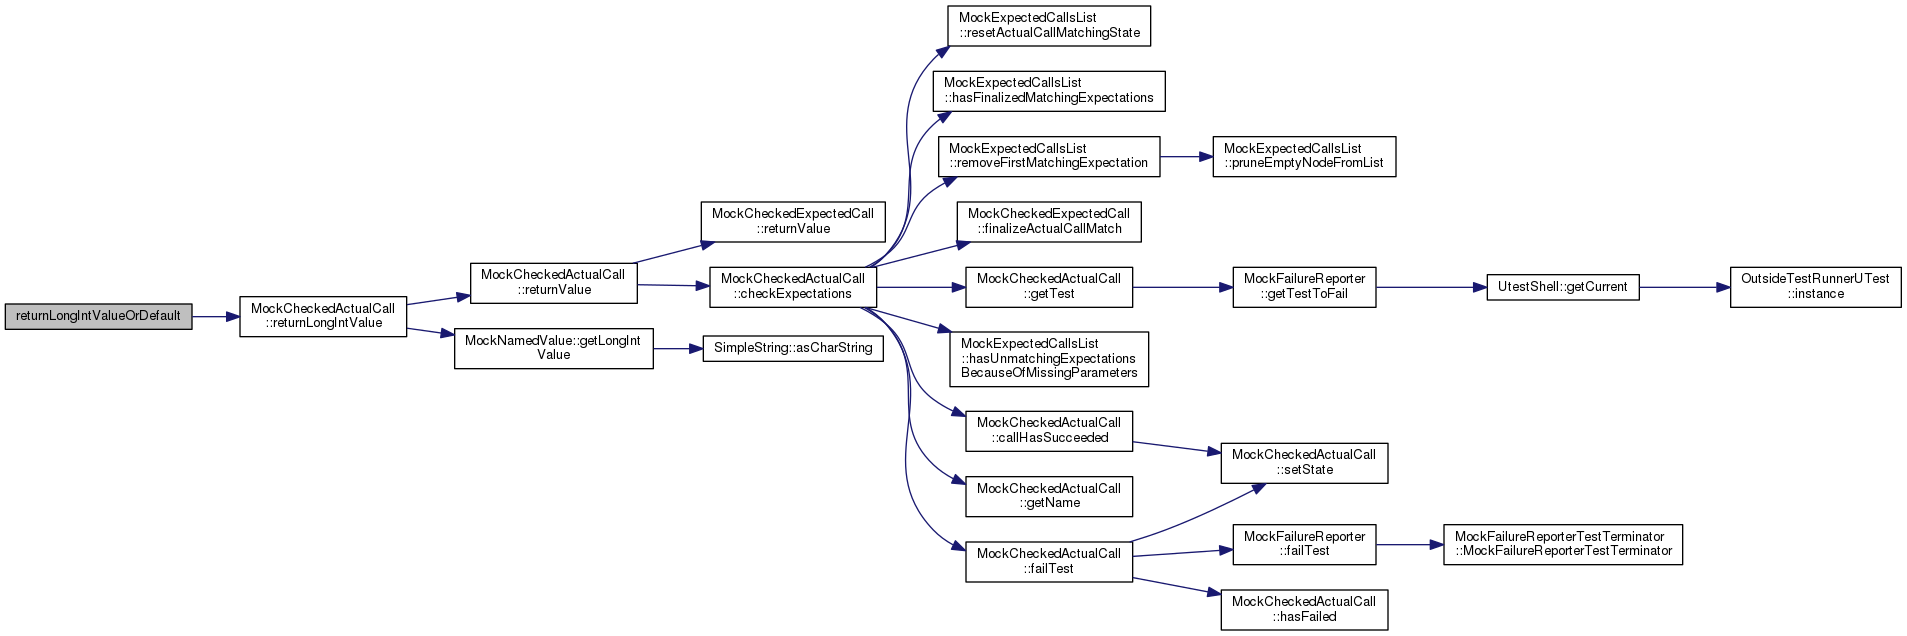 returnLongIntValueOrDefault
MockCheckedActualCall
::returnLongIntValue
MockCheckedActualCall
::returnValue
MockNamedValue::getLongInt
Value
MockCheckedExpectedCall
::returnValue
MockCheckedActualCall
::checkExpectations
SimpleString::asCharString
MockExpectedCallsList
::resetActualCallMatchingState
MockExpectedCallsList
::hasFinalizedMatchingExpectations
MockExpectedCallsList
::removeFirstMatchingExpectation
MockExpectedCallsList
::pruneEmptyNodeFromList
MockCheckedExpectedCall
::finalizeActualCallMatch
MockCheckedActualCall
::getTest
MockFailureReporter
::getTestToFail
UtestShell::getCurrent
OutsideTestRunnerUTest
::instance
MockExpectedCallsList
::hasUnmatchingExpectations
BecauseOfMissingParameters
MockCheckedActualCall
::callHasSucceeded
MockCheckedActualCall
::setState
MockCheckedActualCall
::getName
MockCheckedActualCall
::failTest
MockFailureReporter
::failTest
MockFailureReporterTestTerminator
::MockFailureReporterTestTerminator
MockCheckedActualCall
::hasFailed